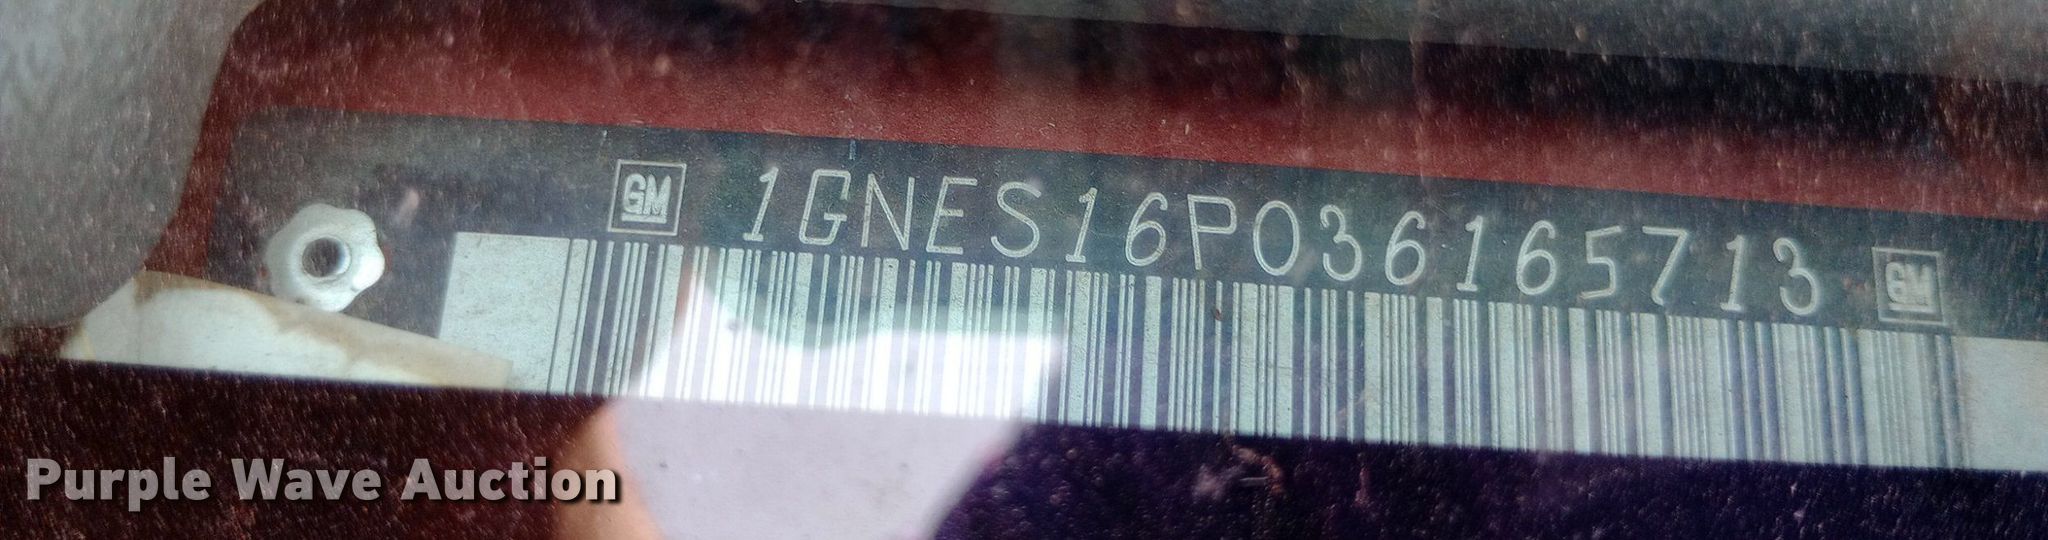 GM 1GNES16P036165713 GM
Purple Wave Auction